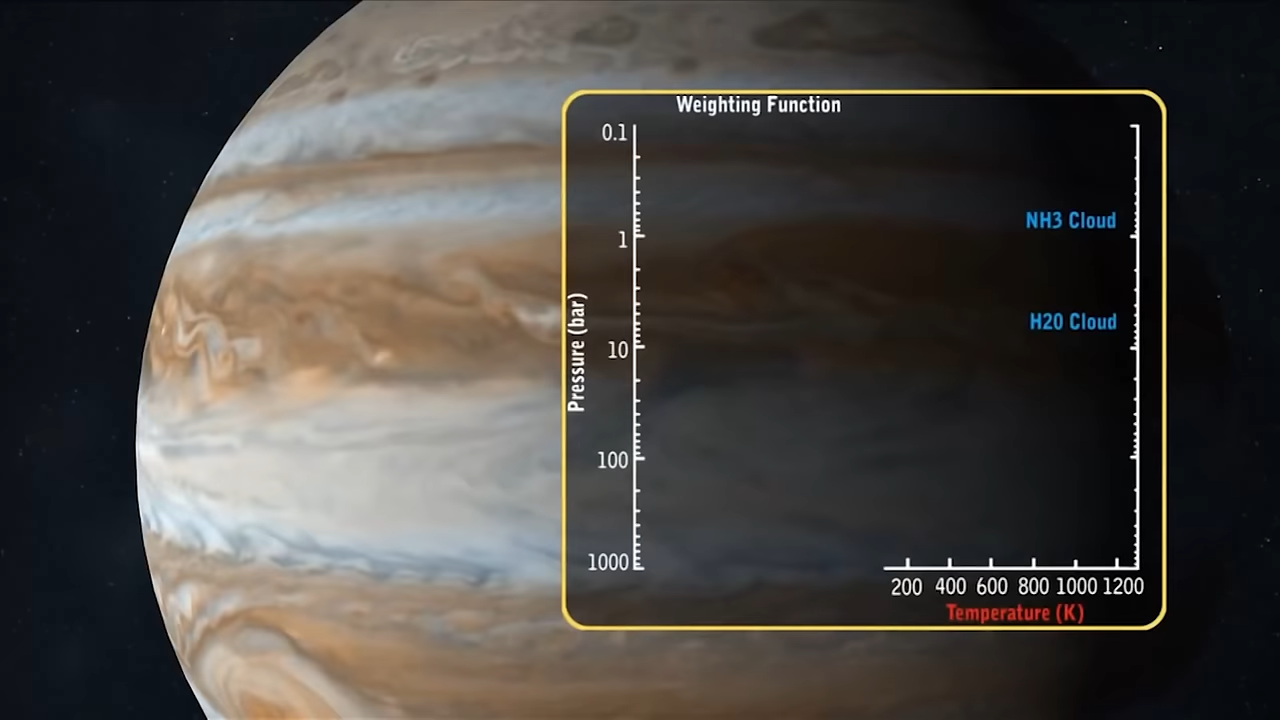 Weighting Function
0.1
NH3 Cloud
1
H20 Cloud
Pressure (bar)
10
100
1000
200 400 600 800 1000 1200
Temperature (K)